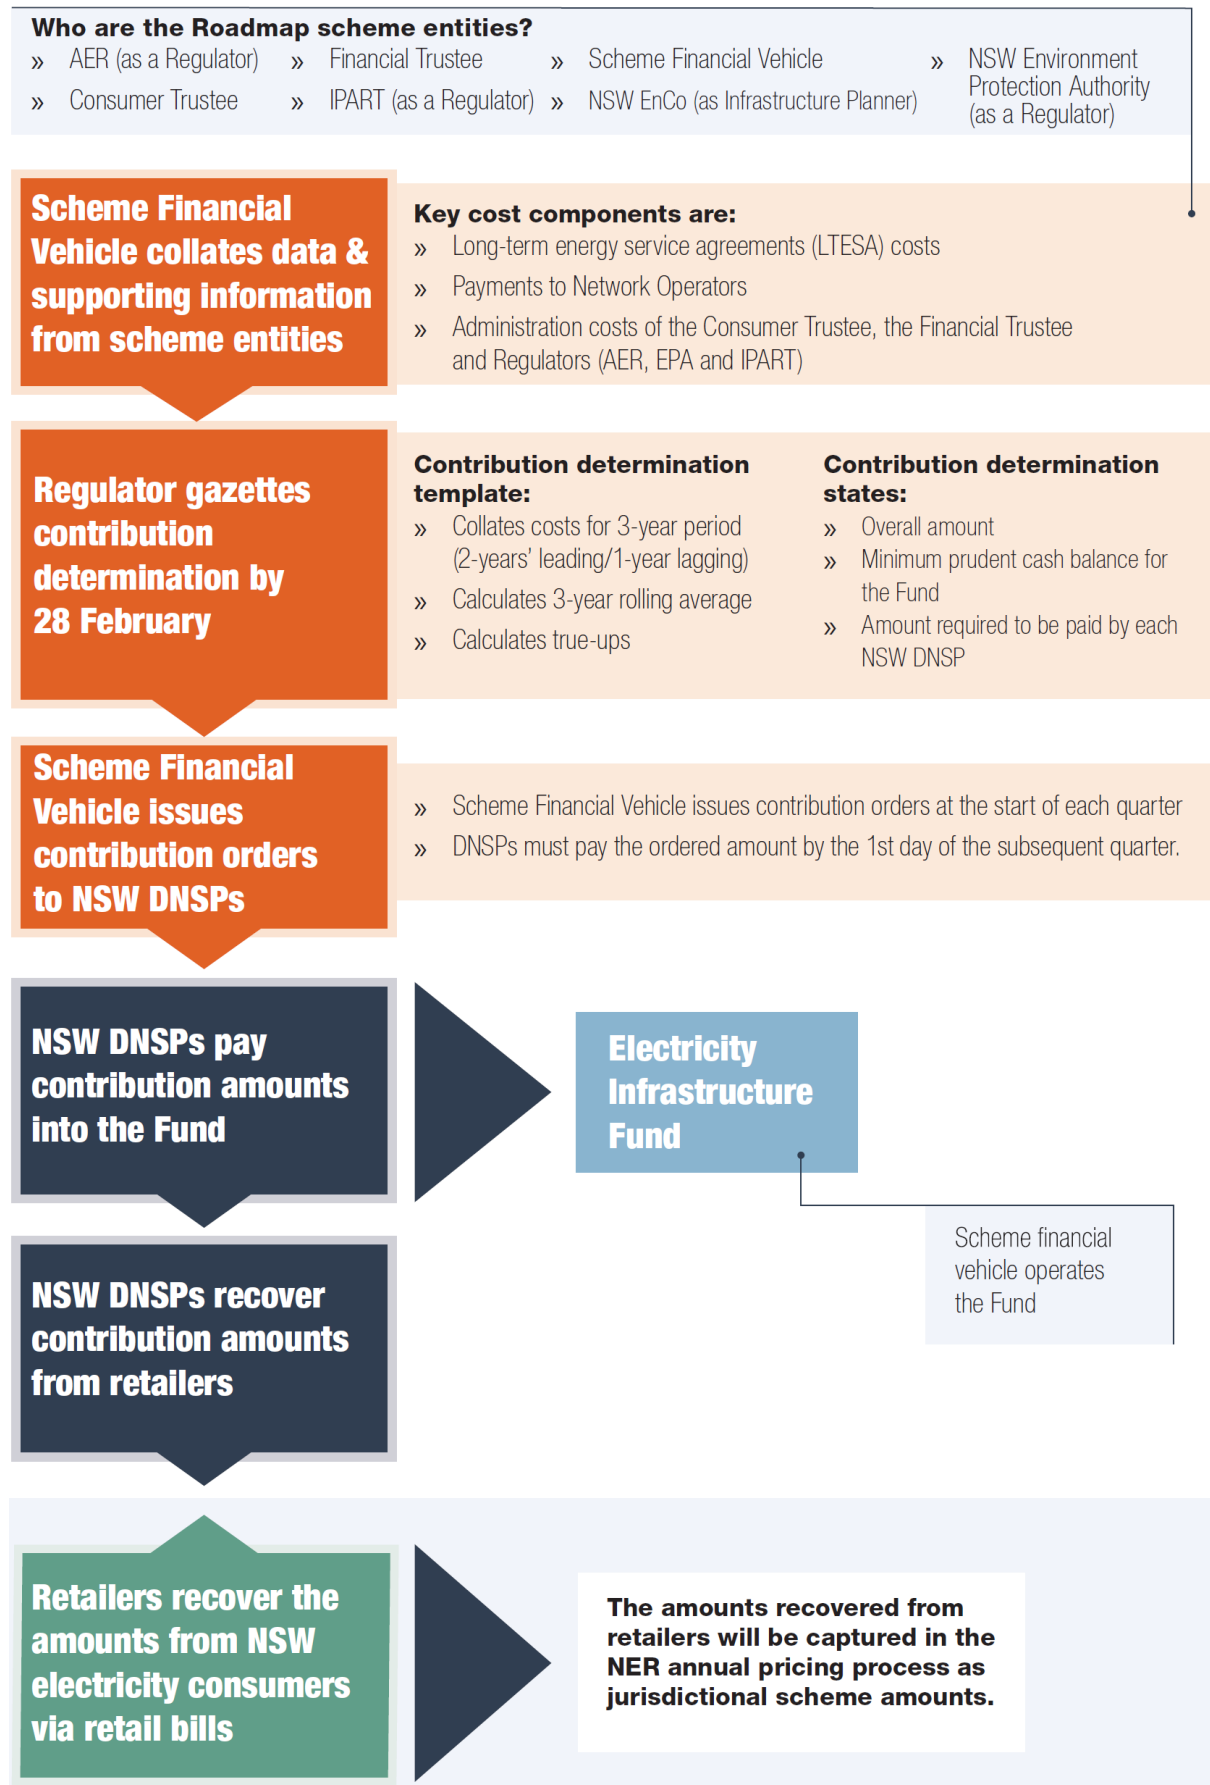 Who are the Roadmap scheme entities?
» AER (as a Regulator)
» Consumer Trustee
» Financial Trustee
» IPART (as a Regulator)
» Scheme Financial Vehicle
» NSW EnCo (as Infrastructure Planner)
» NSW Environment
Protection Authority
(as a Regulator)
Scheme Financial
Vehicle collates data &
supporting information
from scheme entities
Key cost components are:
» Long-term energy service agreements (LTESA) costs
» Payments to Network Operators
» Administration costs of the Consumer Trustee, the Financial Trustee
and Regulators (AER, EPA and IPART)
Regulator gazettes
contribution
determination by
28 February
Contribution determination
template:
» Collates costs for 3-year period
(2-years’ leading/1-year lagging)
» Calculates 3-year rolling average
» Calculates true-ups
Contribution determination
states:
» Overall amount
» Minimum prudent cash balance for
the Fund
» Amount required to be paid by each
NSW DNSP
Scheme Financial
Vehicle issues
contribution orders
to NSW DNSPs
» Scheme Financial Vehicle issues contribution orders at the start of each quarter
» DNSPs must pay the ordered amount by the 1st day of the subsequent quarter.
NSW DNSPs pay
contribution amounts
into the Fund
Electricity
Infrastructure
Fund
Scheme financial
vehicle operates
the Fund
NSW DNSPs recover
contribution amounts
from retailers
Retailers recover the
amounts from NSW
electricity consumers
via retail bills
The amounts recovered from
retailers will be captured in the
NER annual pricing process as
jurisdictional scheme amounts.